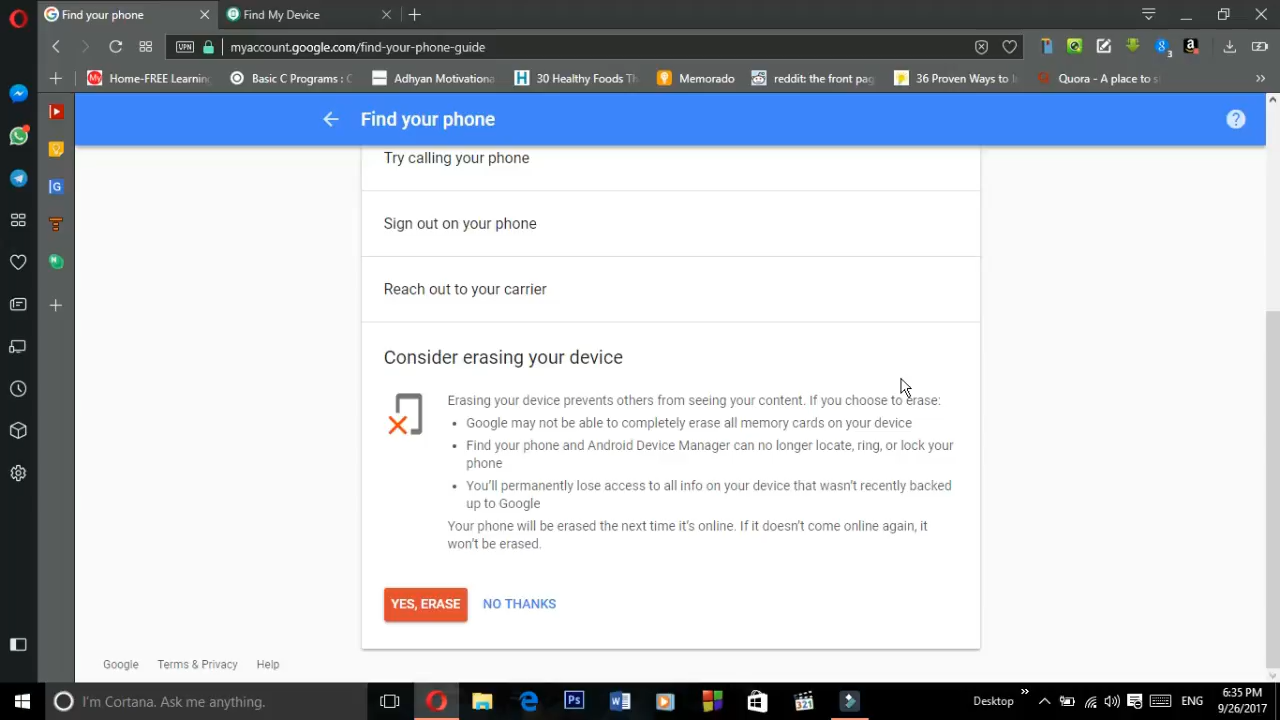 Find your phone
Find My Device
VPN
myaccount.google.com/find-your-phone-guide
3
My Home-FREE Learning
Basic C Programs : C
Adhyan Motivationa
H 30 Healthy Foods Th
Memorado
reddit: the front pag
36 Proven Ways to
Quora - A place to s
Find your phone
Try calling your phone
Sign out on your phone
Reach out to your carrier
Consider erasing your device
Erasing your device prevents others from seeing your content. If you choose to erase:
• Google may not be able to completely erase all memory cards on your device
• Find your phone and Android Device Manager can no longer locate, ring, or lock your
phone
• You'll permanently lose access to all info on your device that wasn't recently backed
up to Google
Your phone will be erased the next time it's online. If it doesn't come online again, it
won't be erased.
YES, ERASE NO THANKS
Google Terms & Privacy Help
I'm Cortana. Ask me anything.
Ps
321
Desktop
ENG
6:35 PM
9/26/2017